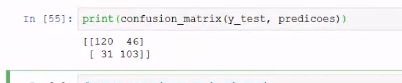 In [55]: print(confusion_matrix(y_test, predicoes))
[[120 46]
[ 31 103]]